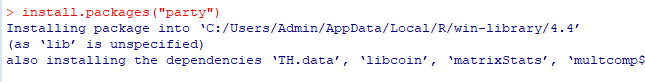 > install.packages("party")
Installing package into ‘C:/Users/Admin/AppData/Local/R/win-library/4.4’
(as ‘lib’ is unspecified)
also installing the dependencies ‘TH.data’, ‘libcoin’, ‘matrixStats’, ‘multcomp$